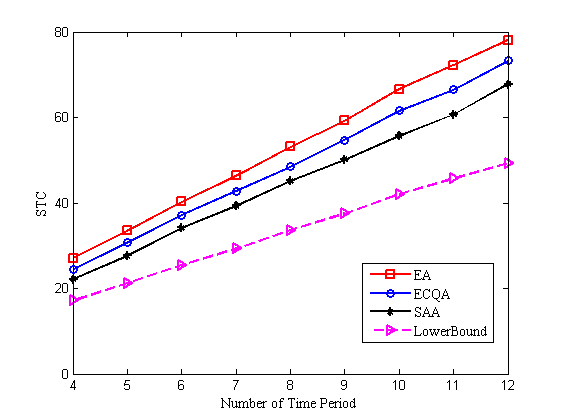 80
60
40
20
0
STC
4 5 6 7 8 9 10 11 12
Number of Time Period
EA
ECQA
SAA
LowerBound